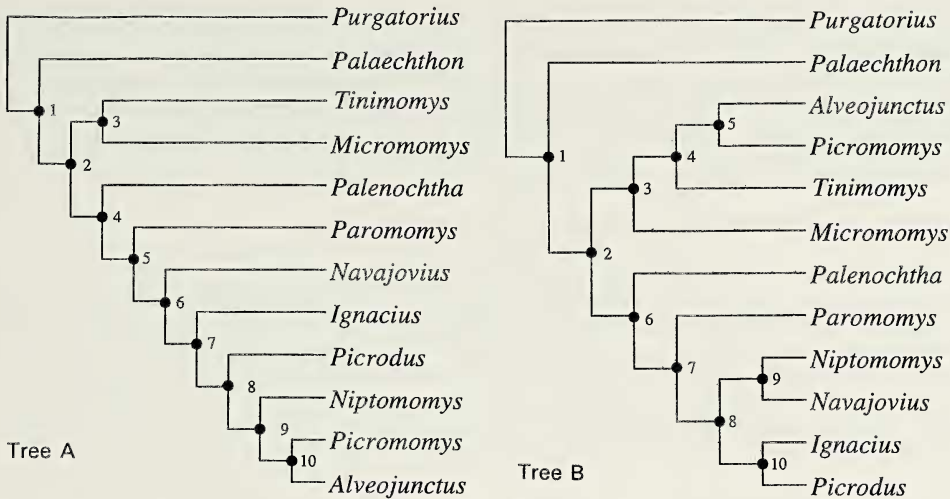 Purgatorius
Palaechthon
1
Tinimomys
3
Micromomys
2
Palenochtha
4
Paromomys
5
Navajovius
6
Ignacius
7
Picrodus
8
Niptomomys
9
Picromomys
10
Alveojunctus
Tree A
Purgatorius
Palaechthon
Alveojunctus
5
Picromomys
1
4
Tinimomys
3
Micromomys
2
Palenochtha
6
Paromomys
7
Niptomomys
9
Navajovius
8
Ignacius
10
Picrodus
Tree B